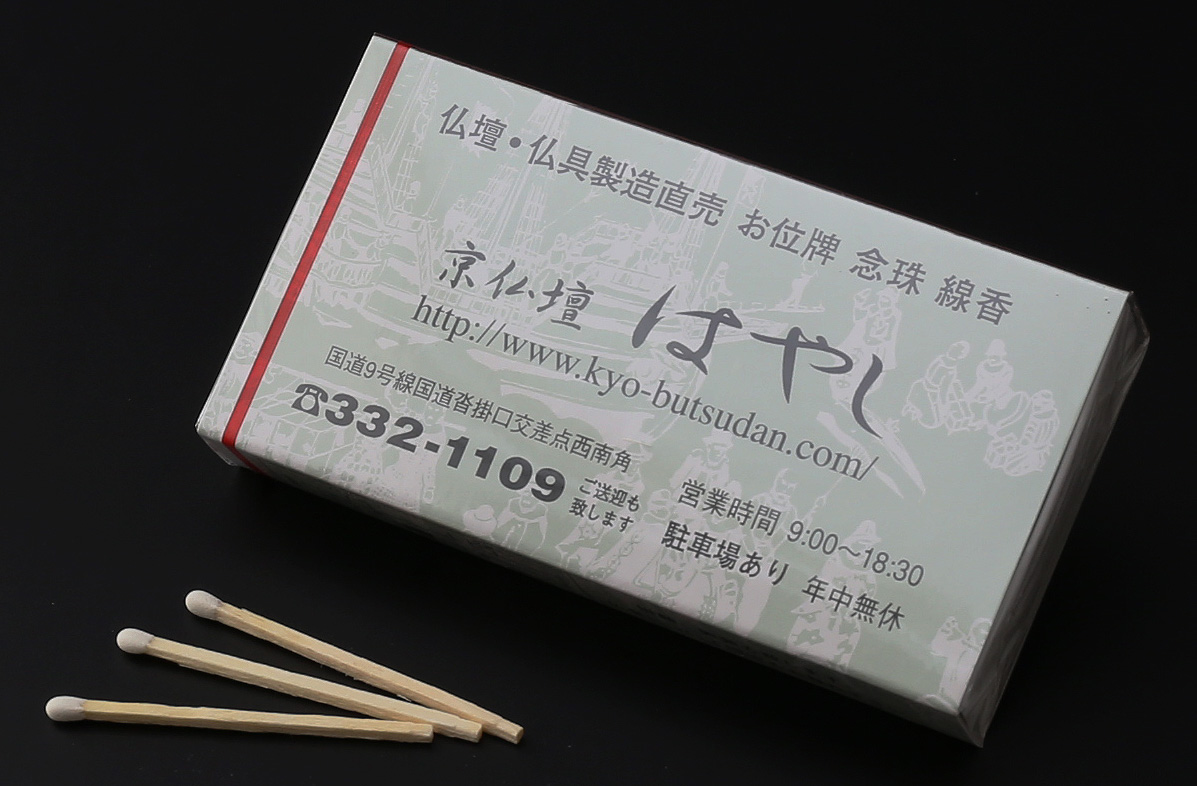 仏壇・仏具製造直売 お位牌 念珠 線香
京仏壇 はやし
http://www.kyo-butsudan.com/
国道9号線国道沓掛口交差点西南角
☎332-1109 ご送迎も
致します
営業時間 9:00～18:30
駐車場あり 年中無休